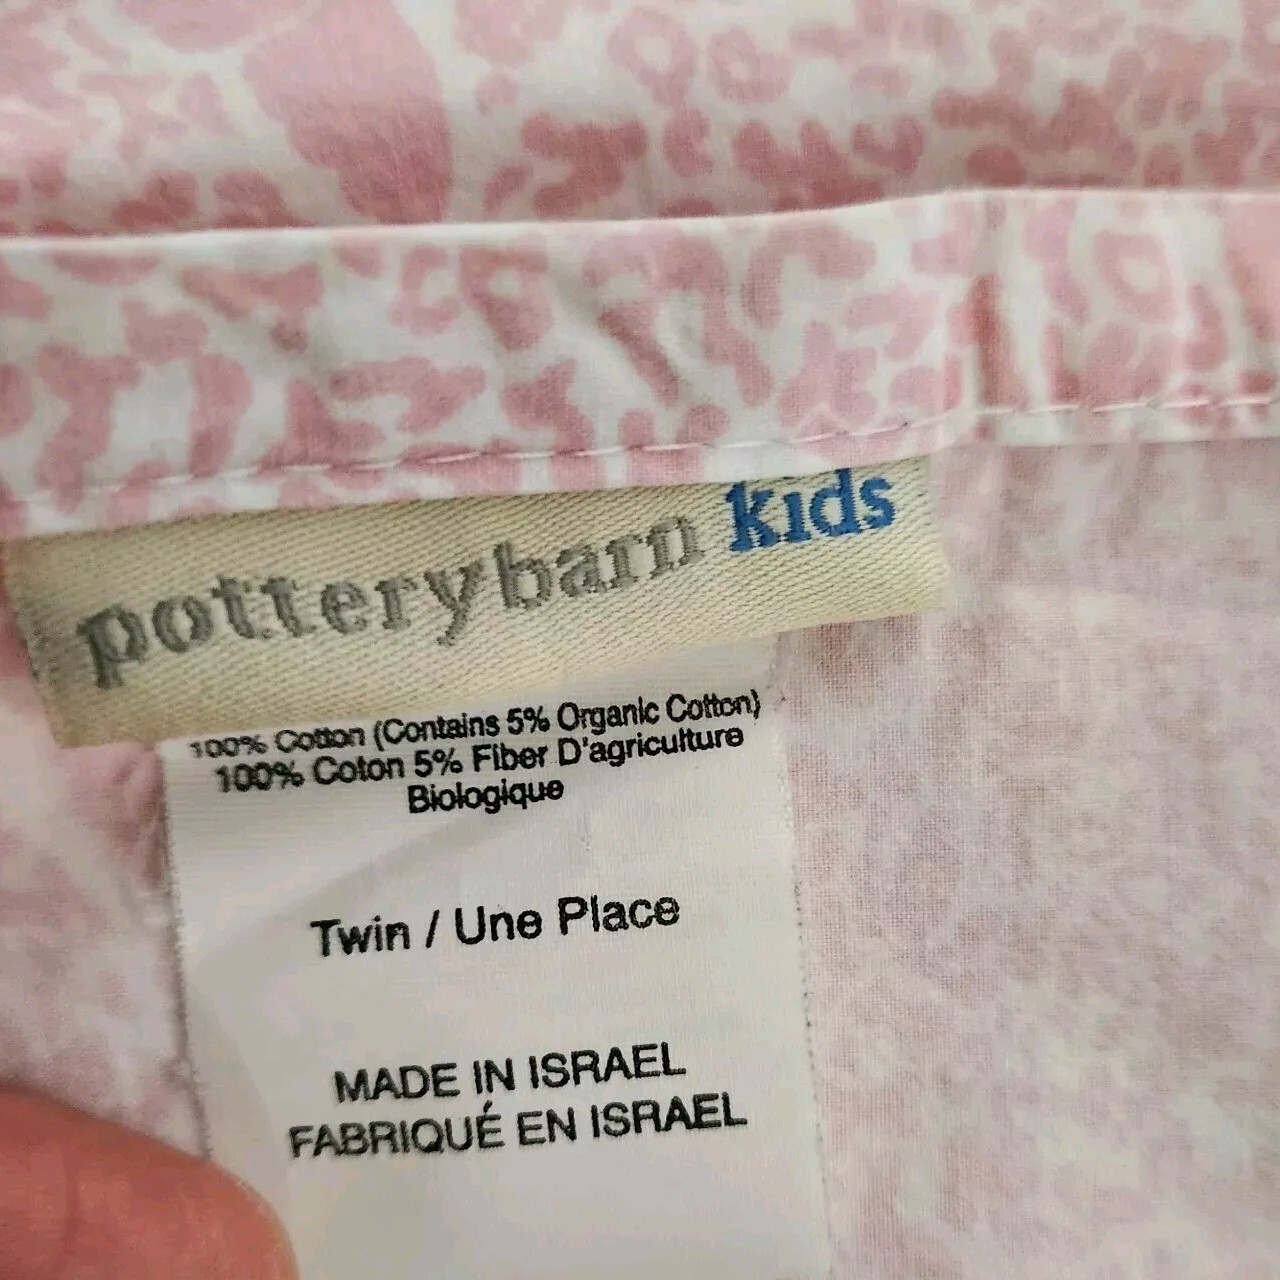 potterybarn kids
100% Cotton (Contains 5% Organic Cotton)
100% Coton 5% Fiber D'agriculture
Biologique
Twin / Une Place
MADE IN ISRAEL
FABRIQUÉ EN ISRAEL